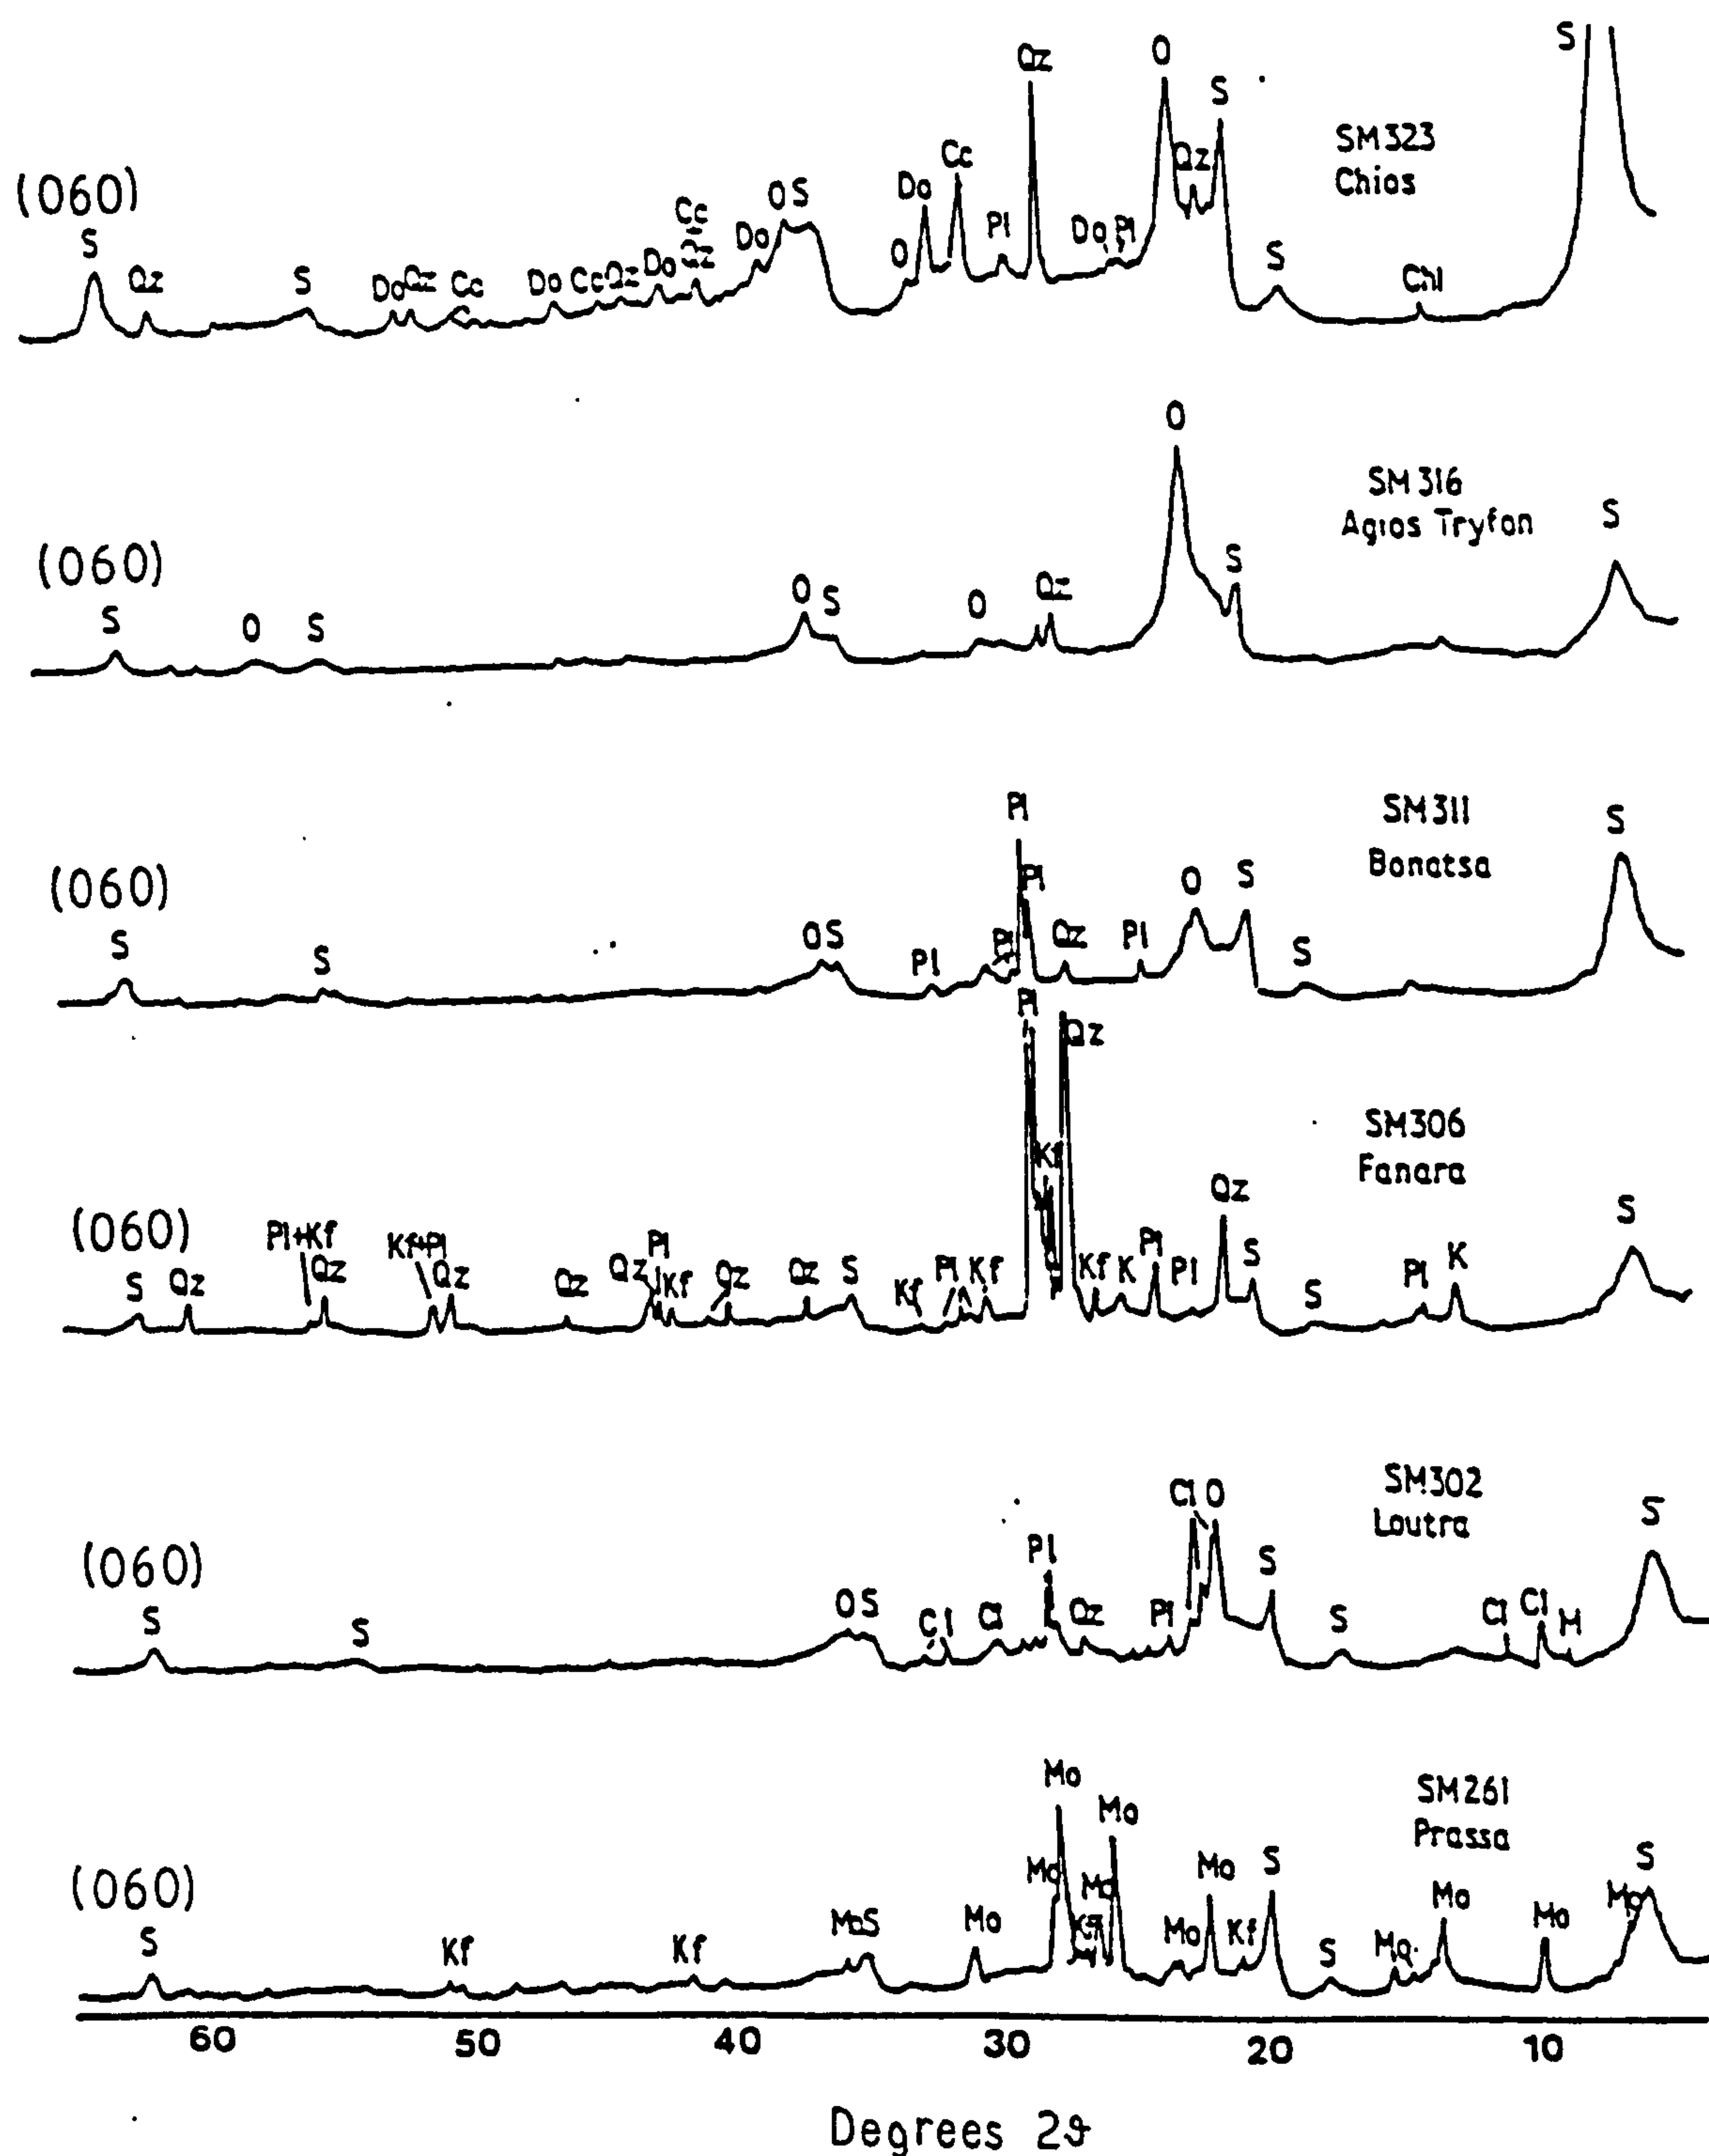 S
Qz
O
S
SM323
Chios
Qz
Cc
Do
O S
(060)
S
Qz
S
Do
Qz
Cc
Do
Cc
Qz
Do
Cc
Qz
Do
O
Pl
Do
Pl
S
Chl
O
SM316
Agios Tryfon
S
(060)
S
O
S
O
S
O
Qz
S
SM311
Bonatsa
S
Pl
Pl
(060)
S
S
O S
Pl
Pl
Qz
Pl
O
S
S
Pl
Qz
SM306
Fanara
S
(060)
S
Qz
Pl+Kf
Qz
Kf+Pl
Qz
Qz
Qz
Pl
Kf
Qz
Qz
S
Kf
Pl
Kf
Kf
Kf
K
Pl
Pl
Qz
S
S
Pl
K
SM302
Loutra
S
(060)
S
S
O S
Cl
Cl
Pl
Qz
Pl
Cl O
S
S
Cl
Cl
M
SM261
Prassa
S
(060)
S
Kf
Kf
Mo S
Mo
Mo
Mo
Kf
Mo
Mo
Mo
Mo
Kf
S
S
Mo
Mo
Mo
Mo
60 50 40 30 20 10
Degrees 2ϑ